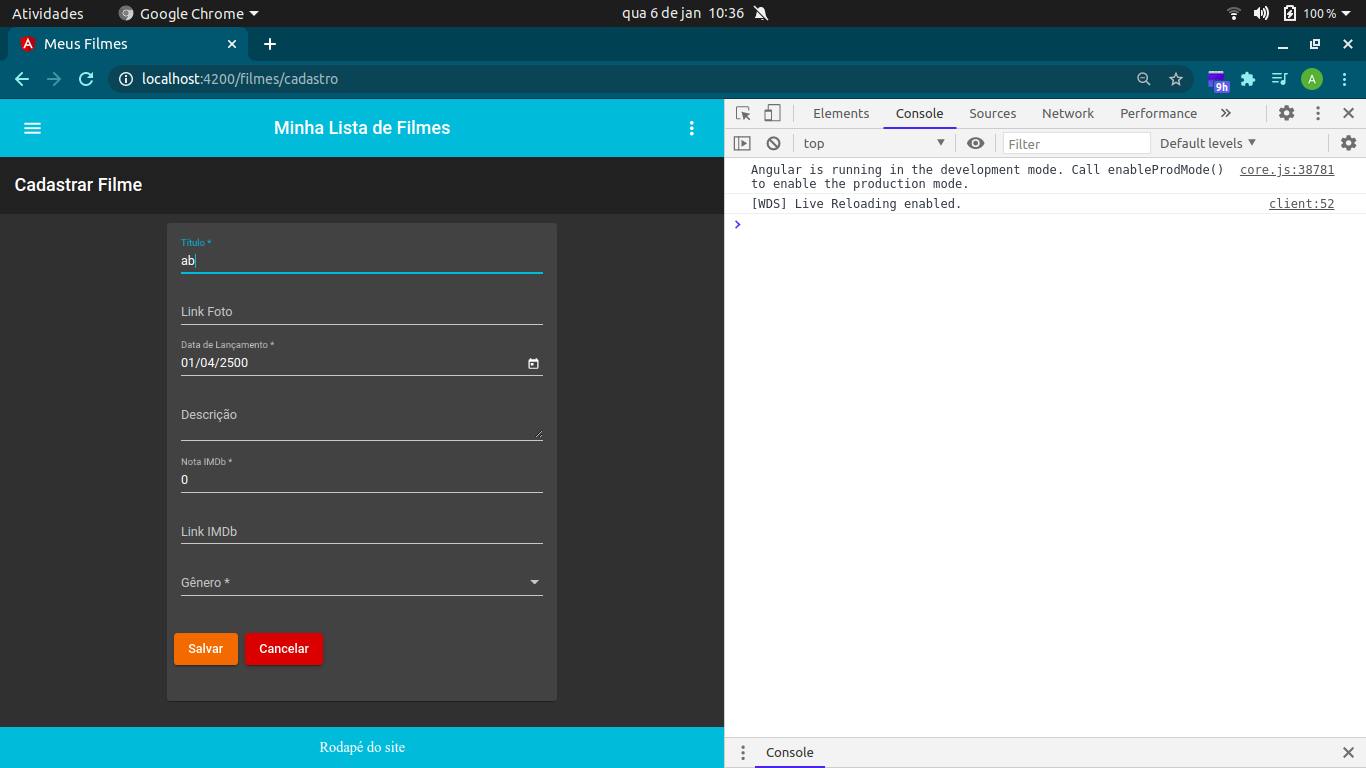 Atividades Google Chrome qua 6 de jan 10:36 100 %
Meus Filmes
localhost:4200/filmes/cadastro 9h A
Minha Lista de Filmes
Cadastrar Filme
Título *
ab
Link Foto
Data de Lançamento *
01/04/2500
Descrição
Nota IMDb *
0
Link IMDb
Gênero *
Salvar Cancelar
Rodapé do site
Elements Console Sources Network Performance »
top Filter Default levels
Angular is running in the development mode. Call enableProdMode() core.js:38781
to enable the production mode.
[WDS] Live Reloading enabled. client:52
Console